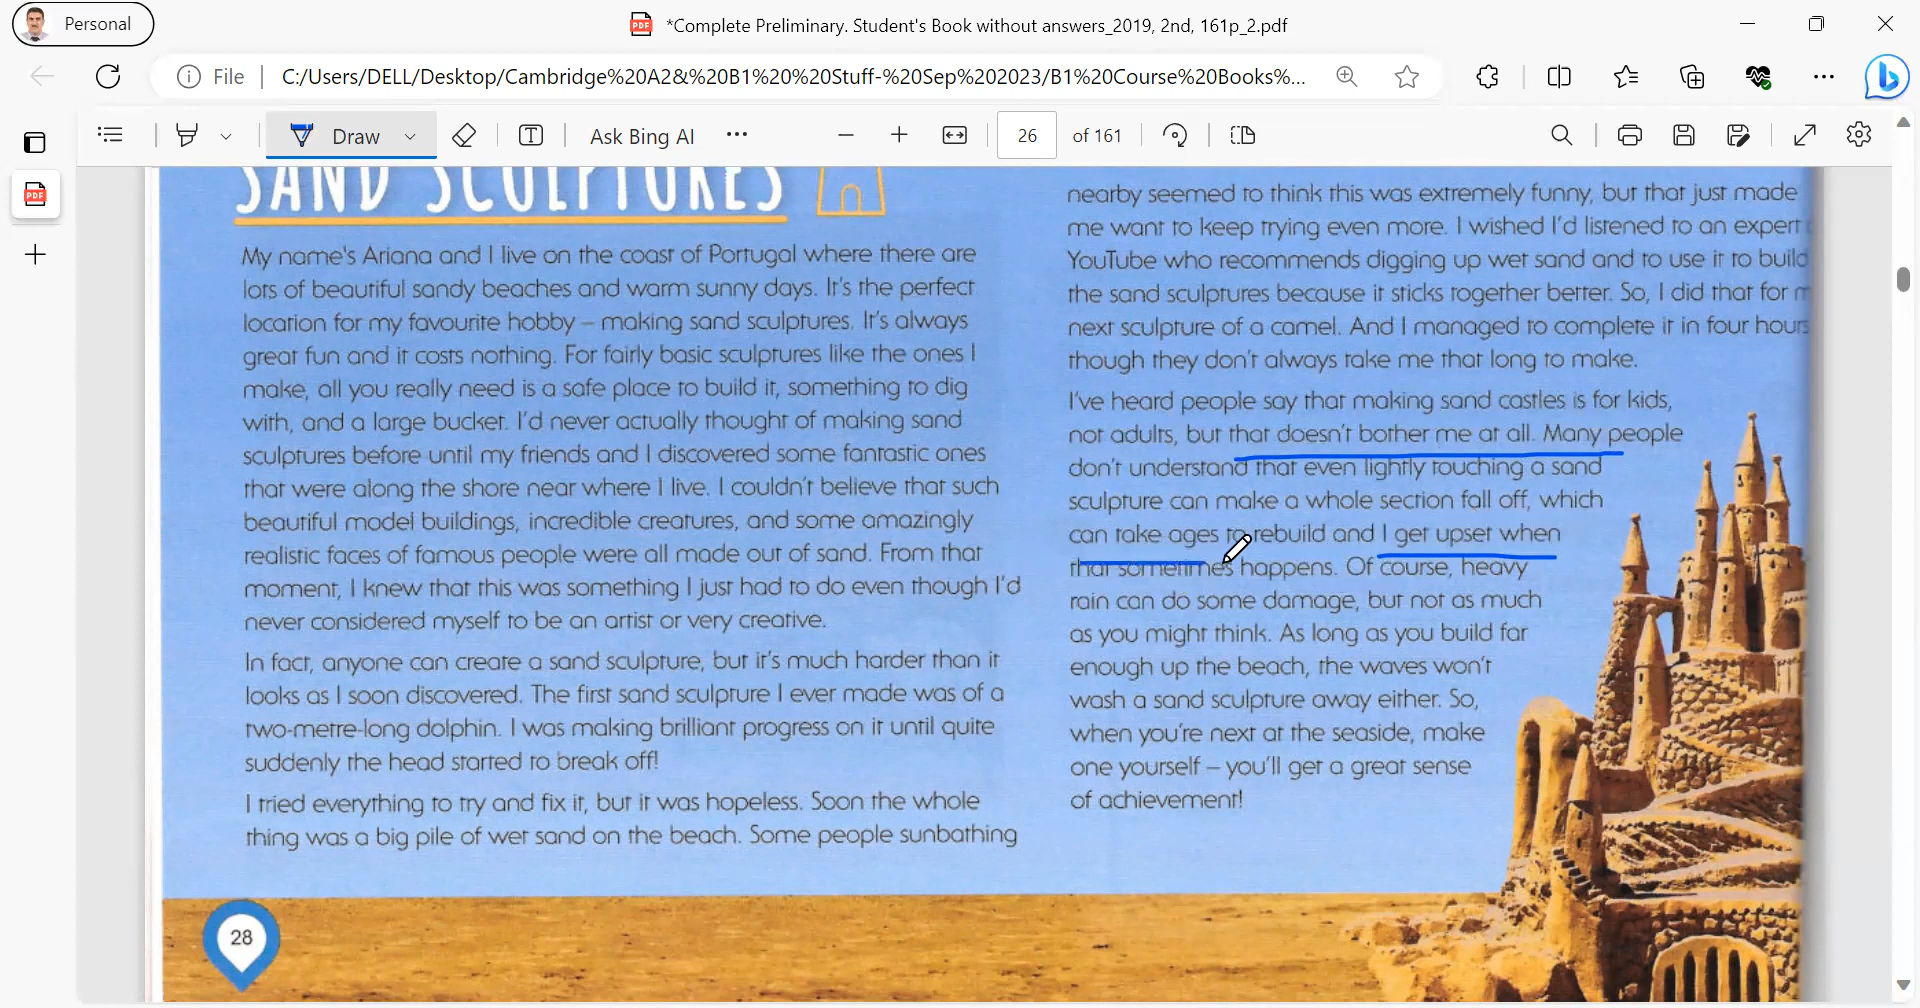 Personal
*Complete Preliminary. Student's Book without answers_2019, 2nd, 161p_2.pdf
File
C:/Users/DELL/Desktop/Cambridge%20A2&%20B1%20%20Stuff-%20Sep%202023/B1%20Course%20Books%...
Draw
Ask Bing AI
26
of 161
SAND SCULPTURES
My name's Ariana and I live on the coast of Portugal where there are
lots of beautiful sandy beaches and warm sunny days. It's the perfect
location for my favourite hobby – making sand sculptures. It's always
great fun and it costs nothing. For fairly basic sculptures like the ones I
make, all you really need is a safe place to build it, something to dig
with, and a large bucket. I'd never actually thought of making sand
sculptures before until my friends and I discovered some fantastic ones
that were along the shore near where I live. I couldn't believe that such
beautiful model buildings, incredible creatures, and some amazingly
realistic faces of famous people were all made out of sand. From that
moment, I knew that this was something I just had to do even though I'd
never considered myself to be an artist or very creative.
In fact, anyone can create a sand sculpture, but it's much harder than it
looks as I soon discovered. The first sand sculpture I ever made was of a
two-metre-long dolphin. I was making brilliant progress on it until quite
suddenly the head started to break off!
I tried everything to try and fix it, but it was hopeless. Soon the whole
thing was a big pile of wet sand on the beach. Some people sunbathing
28
nearby seemed to think this was extremely funny, but that just made
me want to keep trying even more. I wished I'd listened to an expert
YouTube who recommends digging up wet sand and to use it to build
the sand sculptures because it sticks together better. So, I did that for
next sculpture of a camel. And I managed to complete it in four hours
though they don't always take me that long to make.
I've heard people say that making sand castles is for kids,
not adults, but that doesn't bother me at all. Many people
don't understand that even lightly touching a sand
sculpture can make a whole section fall off, which
can take ages to rebuild and I get upset when
that sometimes happens. Of course, heavy
rain can do some damage, but not as much
as you might think. As long as you build far
enough up the beach, the waves won't
wash a sand sculpture away either. So,
when you're next at the seaside, make
one yourself – you'll get a great sense
of achievement!